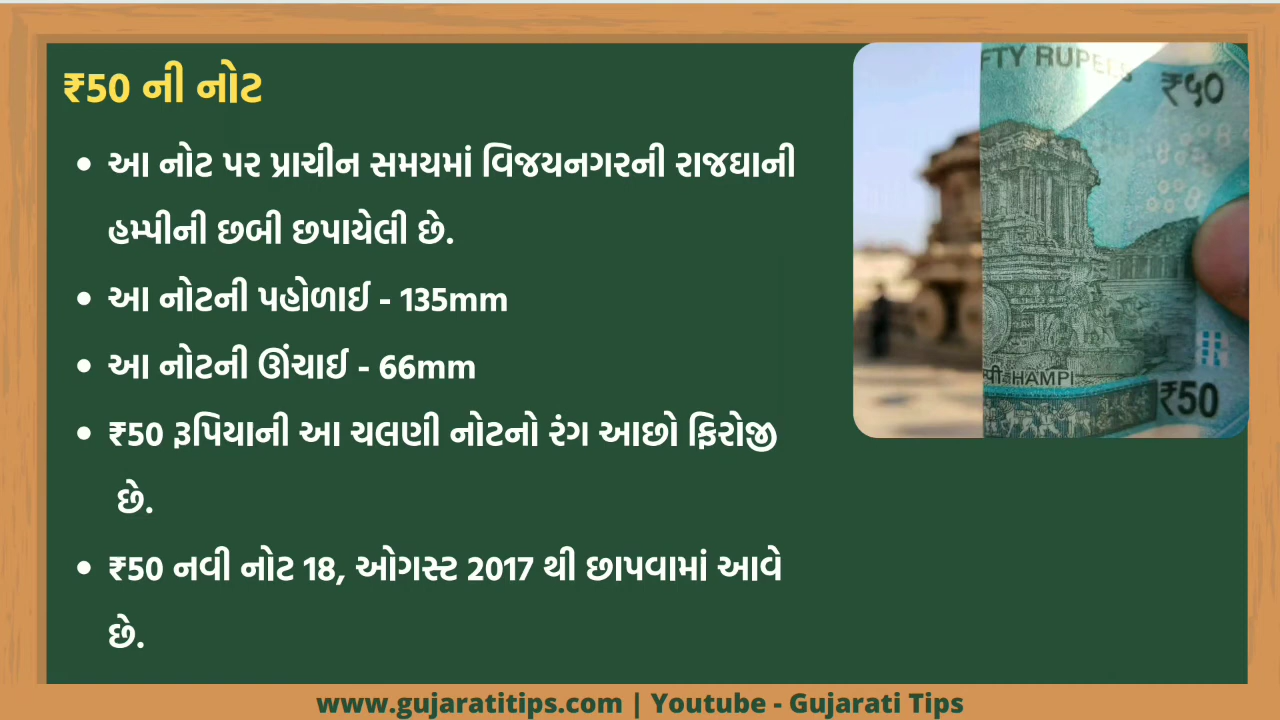 ₹50 ની નોટ
આ નોટ પર પ્રાચીન સમયમાં વિજયનગરની રાજઘાની
હમ્પીની છબી છપાયેલી છે.
આ નોટની પહોળાઈ - 135mm
આ નોટની ઊંચાઈ - 66mm
₹50 રૂપિયાની આ ચલણી નોટનો રંગ આછો ફિરોજી
છે.
₹50 નવી નોટ 18, ઓગસ્ટ 2017 થી છાપવામાં આવે
છે.
FTY RUPEES
₹५०
पी HAMPI
₹50
www.gujaratitips.com | Youtube - Gujarati Tips